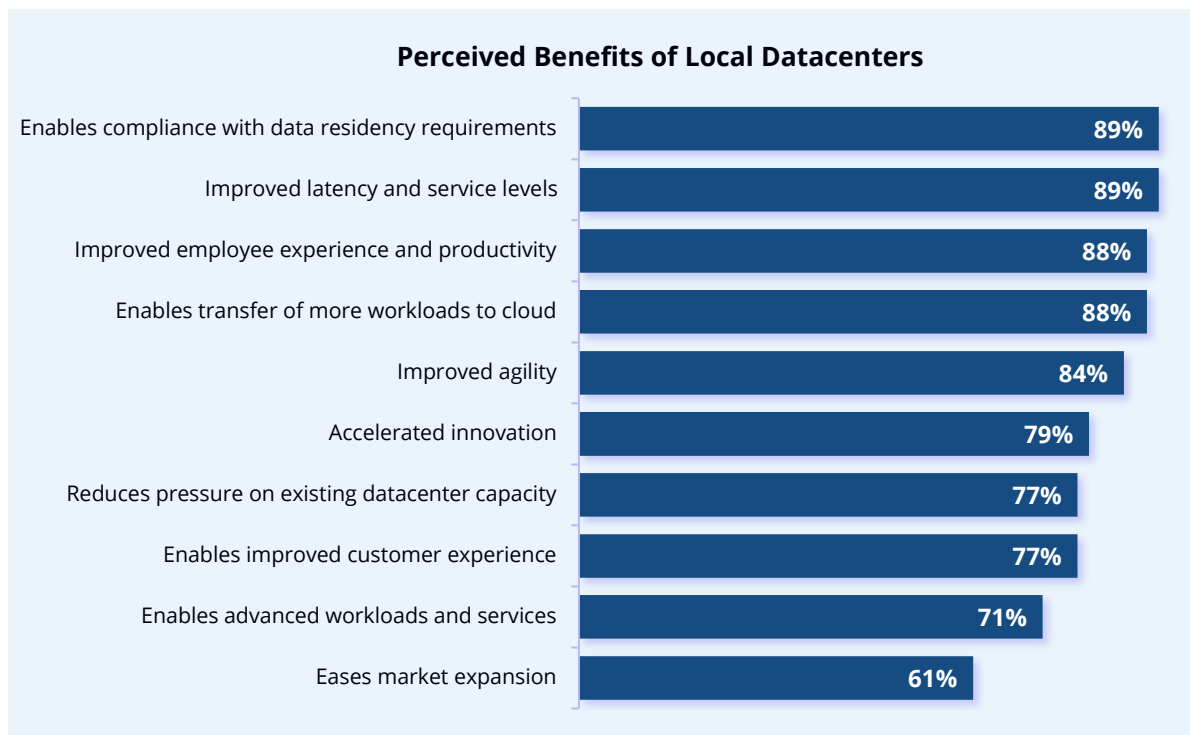 Perceived Benefits of Local Datacenters
Enables compliance with data residency requirements 89%
Improved latency and service levels 89%
Improved employee experience and productivity 88%
Enables transfer of more workloads to cloud 88%
Improved agility 84%
Accelerated innovation 79%
Reduces pressure on existing datacenter capacity 77%
Enables improved customer experience 77%
Enables advanced workloads and services 71%
Eases market expansion 61%